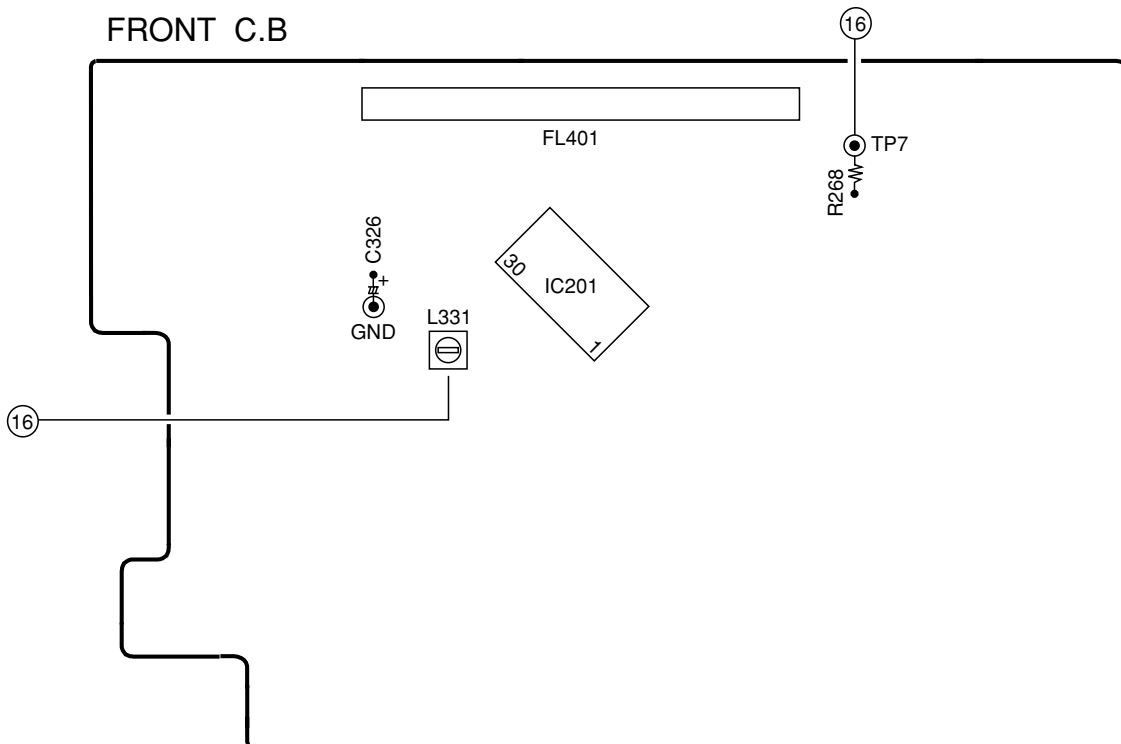 FRONT C.B
16
FL401
TP7
R268
C326
+
GND
L331
30
IC201
1
16